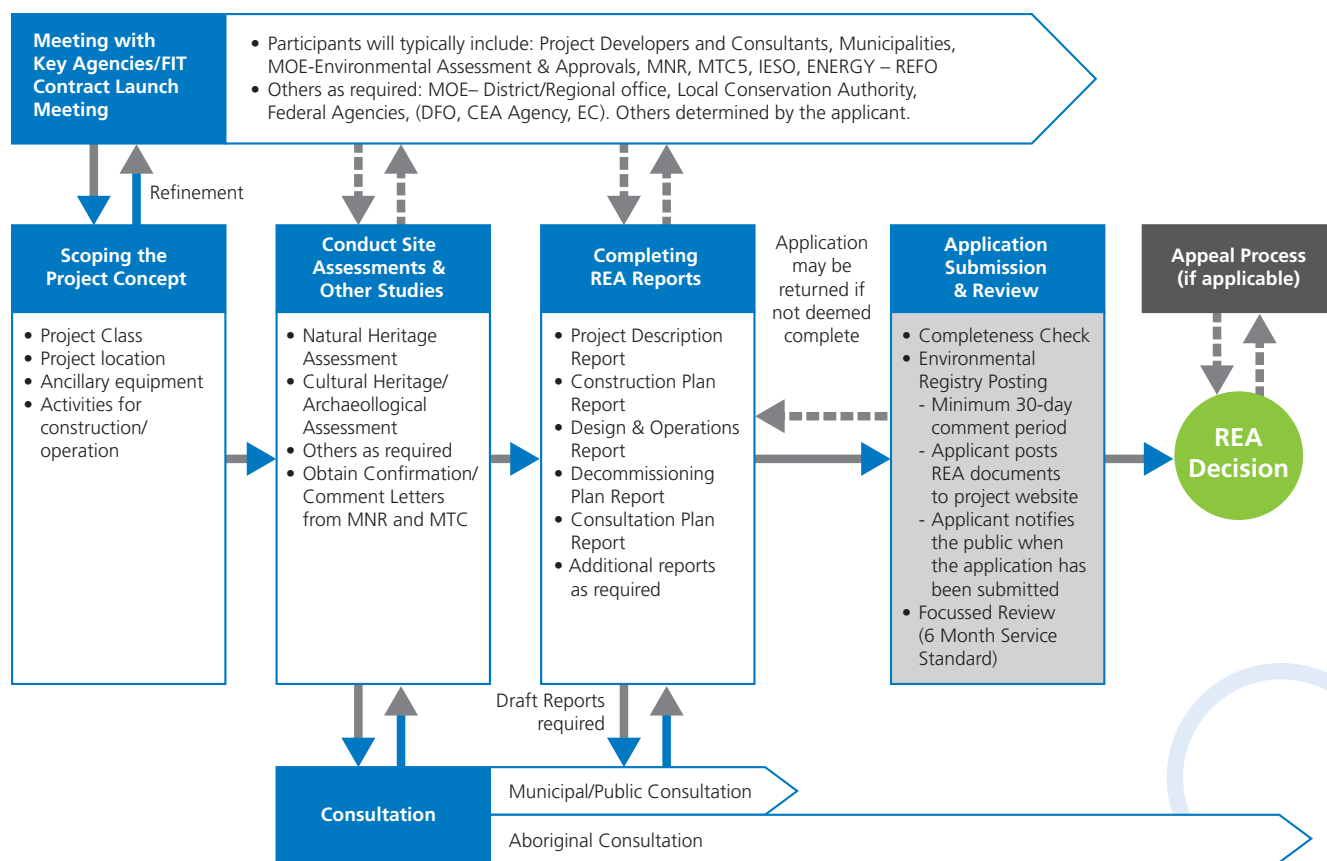 Meeting with
Key Agencies/FIT
Contract Launch
Meeting
• Participants will typically include: Project Developers and Consultants, Municipalities,
MOE-Environmental Assessment & Approvals, MNR, MTC5, IESO, ENERGY – REFO
• Others as required: MOE– District/Regional office, Local Conservation Authority,
Federal Agencies, (DFO, CEA Agency, EC). Others determined by the applicant.
Refinement
Scoping the
Project Concept
• Project Class
• Project location
• Ancillary equipment
• Activities for
construction/
operation
Conduct Site
Assessments &
Other Studies
• Natural Heritage
Assessment
• Cultural Heritage/
Archaeollogical
Assessment
• Others as required
• Obtain Confirmation/
Comment Letters
from MNR and MTC
Completing
REA Reports
• Project Description
Report
• Construction Plan
Report
• Design & Operations
Report
• Decommissioning
Plan Report
• Consultation Plan
Report
• Additional reports
as required
Application
may be
returned if
not deemed
complete
Application
Submission
& Review
• Completeness Check
• Environmental
Registry Posting
- Minimum 30-day
comment period
- Applicant posts
REA documents
to project website
- Applicant notifies
the public when
the application has
been submitted
• Focussed Review
(6 Month Service
Standard)
Appeal Process
(if applicable)
REA
Decision
Draft Reports
required
Consultation
Municipal/Public Consultation
Aboriginal Consultation